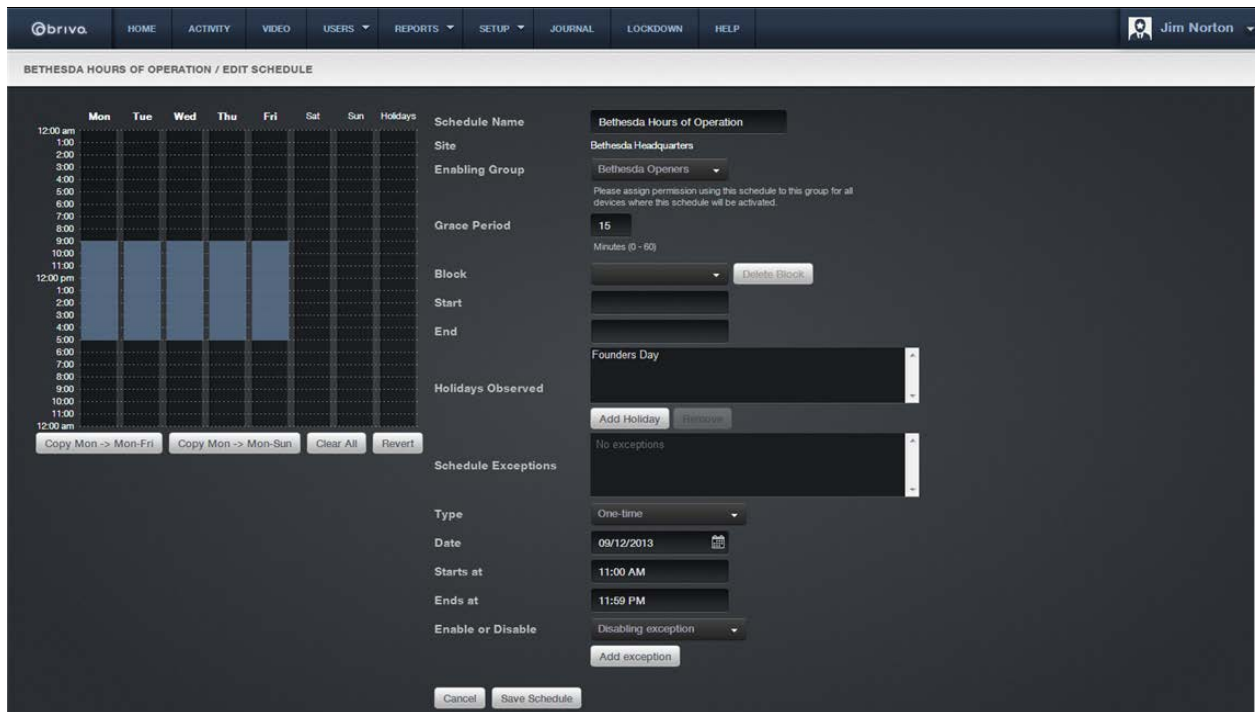 brivo.
HOME ACTIVITY VIDEO USERS REPORTS SETUP JOURNAL LOCKDOWN HELP
Jim Norton
BETHESDA HOURS OF OPERATION / EDIT SCHEDULE
Mon Tue Wed Thu Fri Sat Sun Holidays
12:00 am
1:00
2:00
3:00
4:00
5:00
6:00
7:00
8:00
9:00
10:00
11:00
12:00 pm
1:00
2:00
3:00
4:00
5:00
6:00
7:00
8:00
9:00
10:00
11:00
12:00 am
Copy Mon -> Mon-Fri Copy Mon -> Mon-Sun Clear All Revert
Schedule Name Bethesda Hours of Operation
Site Bethesda Headquarters
Enabling Group Bethesda Openers
Please assign permission using this schedule to this group for all
devices where this schedule will be activated.
Grace Period 15
Minutes (0 - 60)
Block Delete Block
Start
End
Holidays Observed Founders Day
Add Holiday Remove
Schedule Exceptions No exceptions
Type One-time
Date 09/12/2013
Starts at 11:00 AM
Ends at 11:59 PM
Enable or Disable Disabling exception
Add exception
Cancel Save Schedule